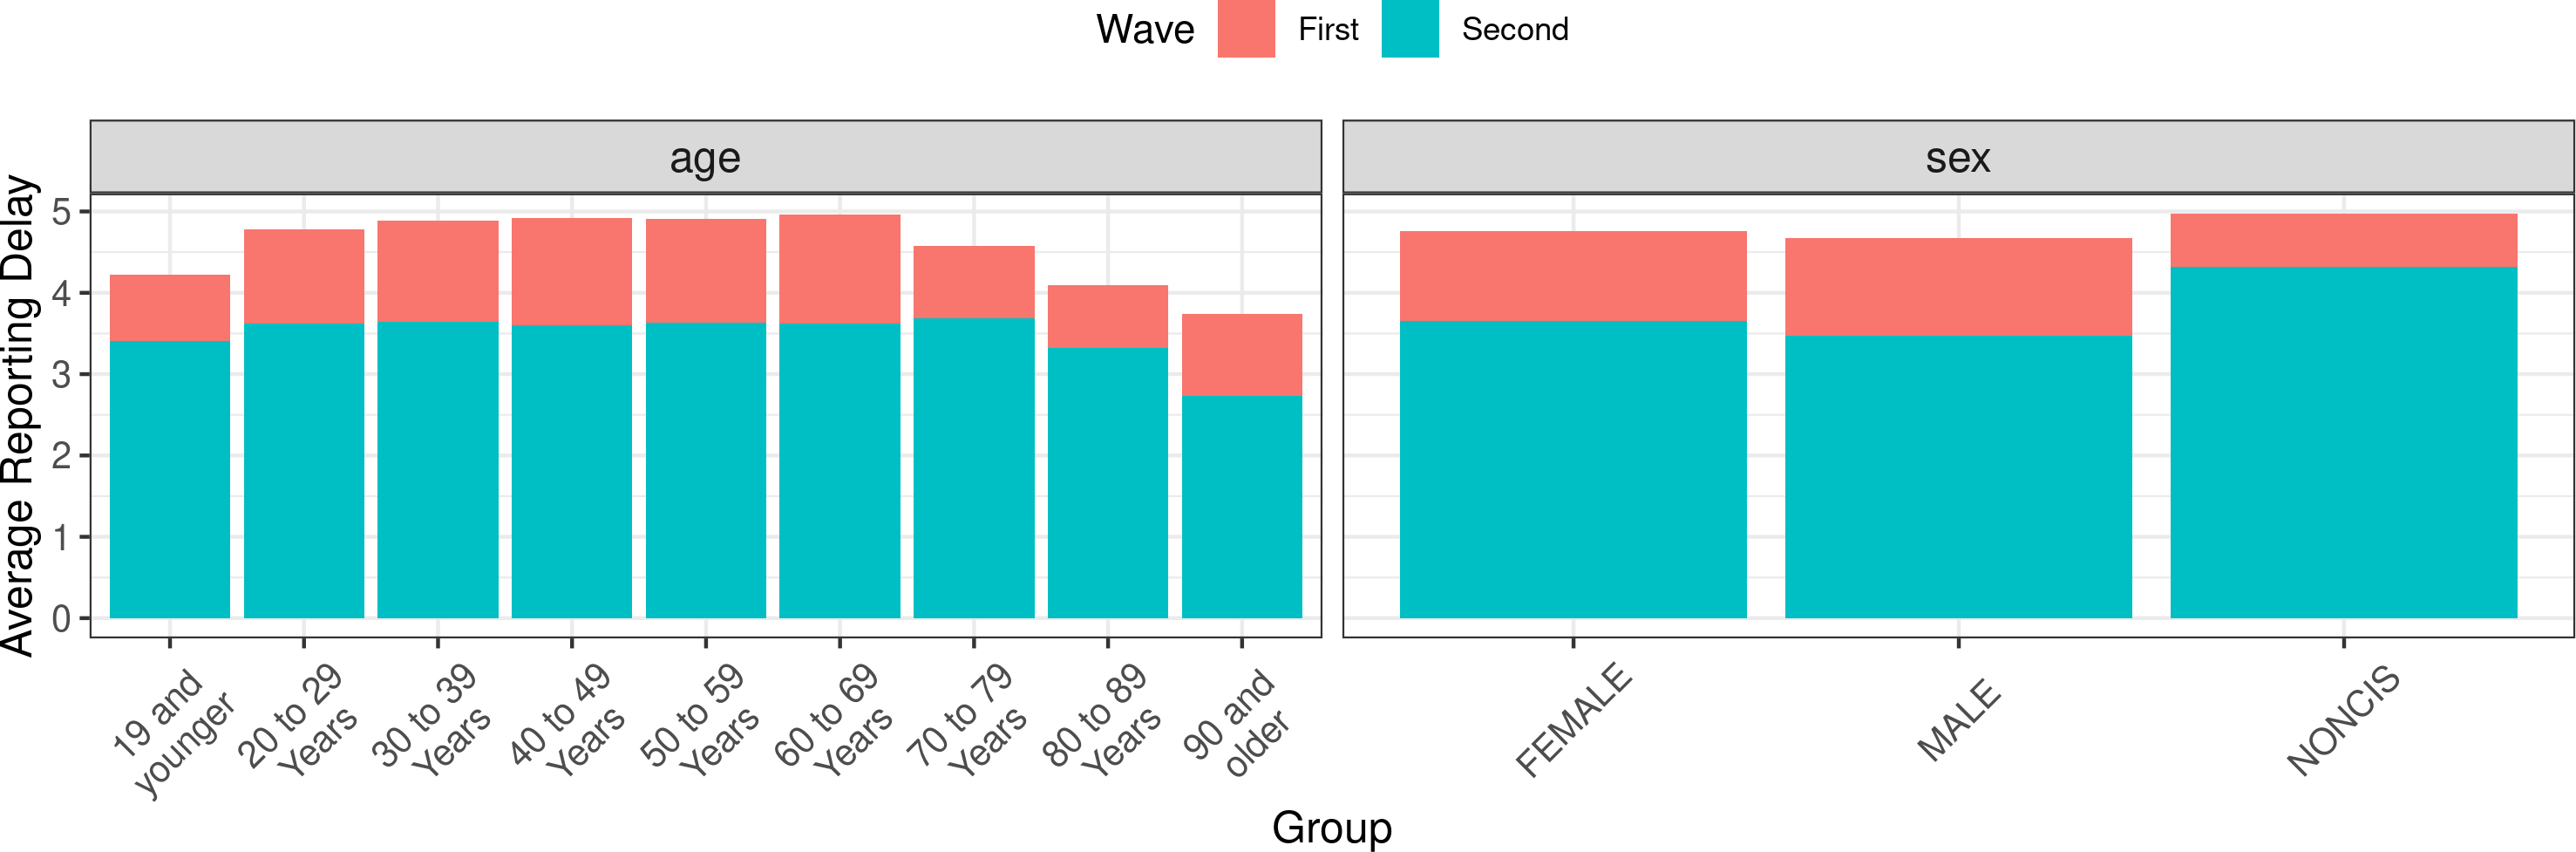 Wave First Second
age sex
Average Reporting Delay
5
4
3
2
1
0
19 and
younger
20 to 29
Years
30 to 39
Years
40 to 49
Years
50 to 59
Years
60 to 69
Years
70 to 79
Years
80 to 89
Years
90 and
older
FEMALE
MALE
NONCIS
Group